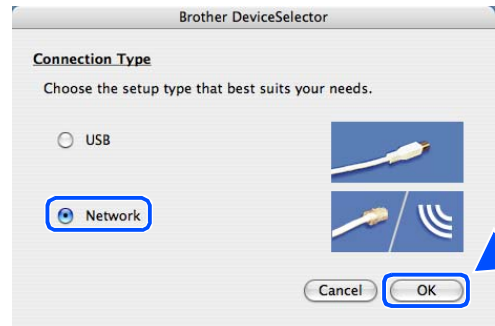 Brother DeviceSelector
Connection Type
Choose the setup type that best suits your needs.
USB
Network
Cancel
OK